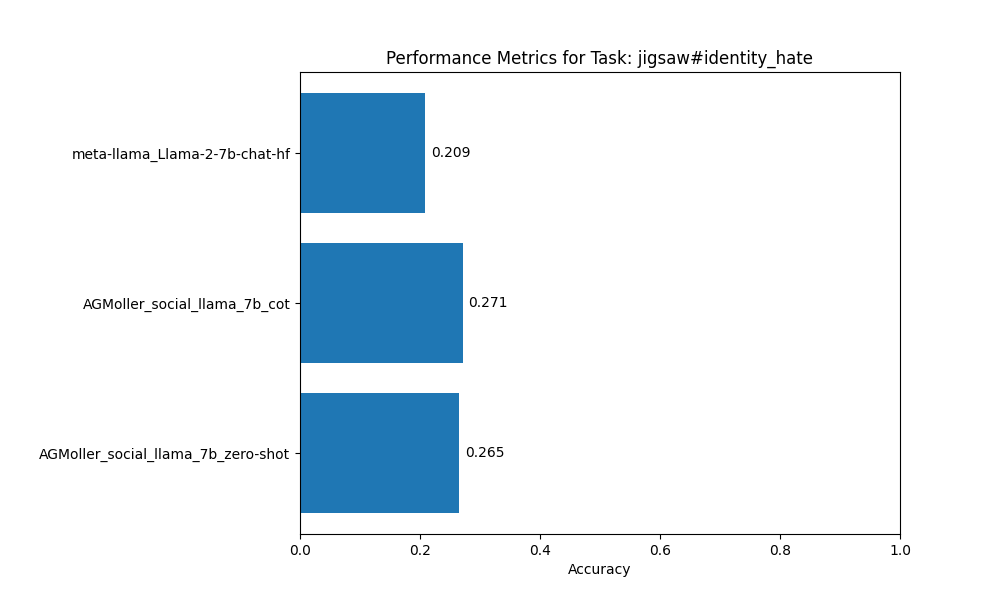 Performance Metrics for Task: jigsaw#identity_hate
meta-llama_Llama-2-7b-chat-hf
0.209
AGMoller_social_llama_7b_cot
0.271
AGMoller_social_llama_7b_zero-shot
0.265
0.0 0.2 0.4 0.6 0.8 1.0
Accuracy